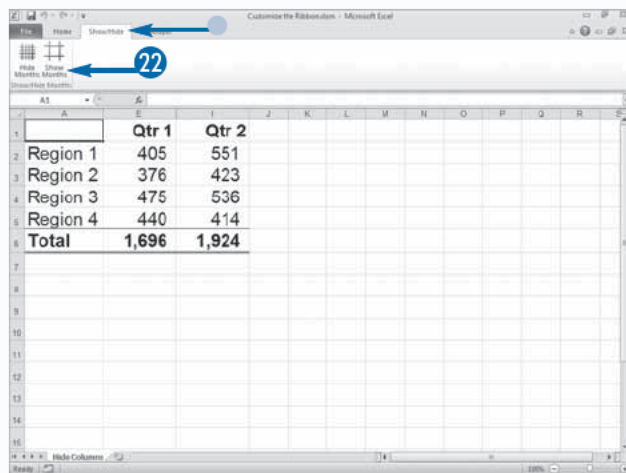 Customize the Ribbon.xlsm - Microsoft Excel
File Home Show/Hide
Hide Months Show Months
22
Show/Hide Months
A1 fx
A E I J K L M N O P Q R S
1 Qtr 1 Qtr 2
2 Region 1 405 551
3 Region 2 376 423
4 Region 3 475 536
5 Region 4 440 414
6 Total 1,696 1,924
7
8
9
10
11
12
13
14
15
Hide Columns
Ready 100%